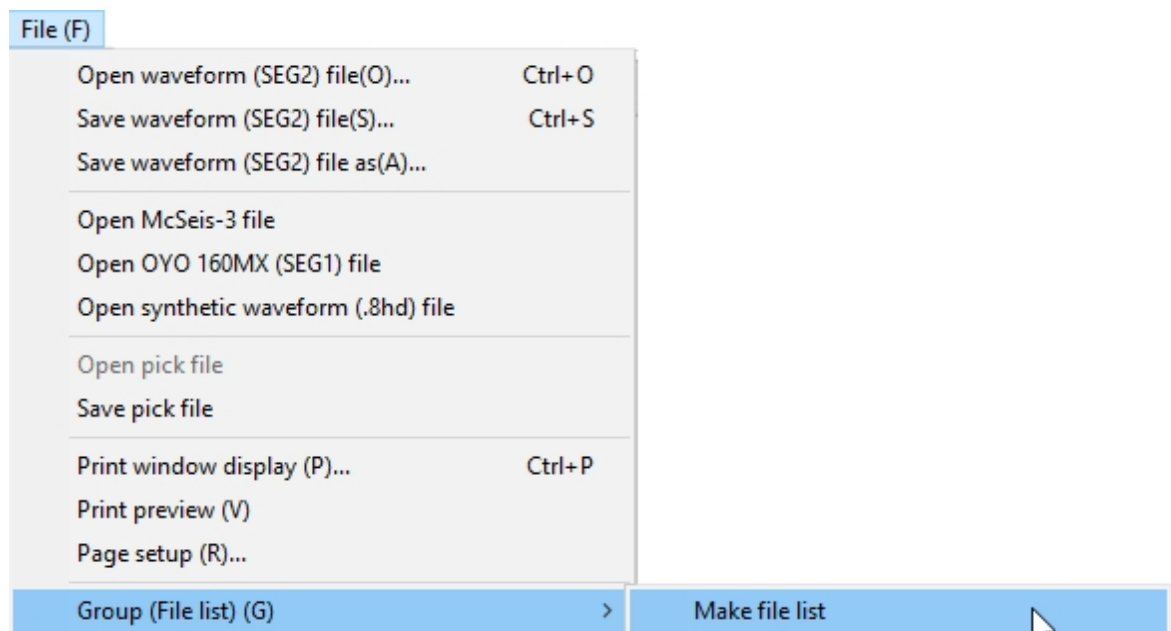 File (F)
Open waveform (SEG2) file(O)... Ctrl+O
Save waveform (SEG2) file(S)... Ctrl+S
Save waveform (SEG2) file as(A)...
Open McSeis-3 file
Open OYO 160MX (SEG1) file
Open synthetic waveform (.8hd) file
Open pick file
Save pick file
Print window display (P)... Ctrl+P
Print preview (V)
Page setup (R)...
Group (File list) (G) > Make file list